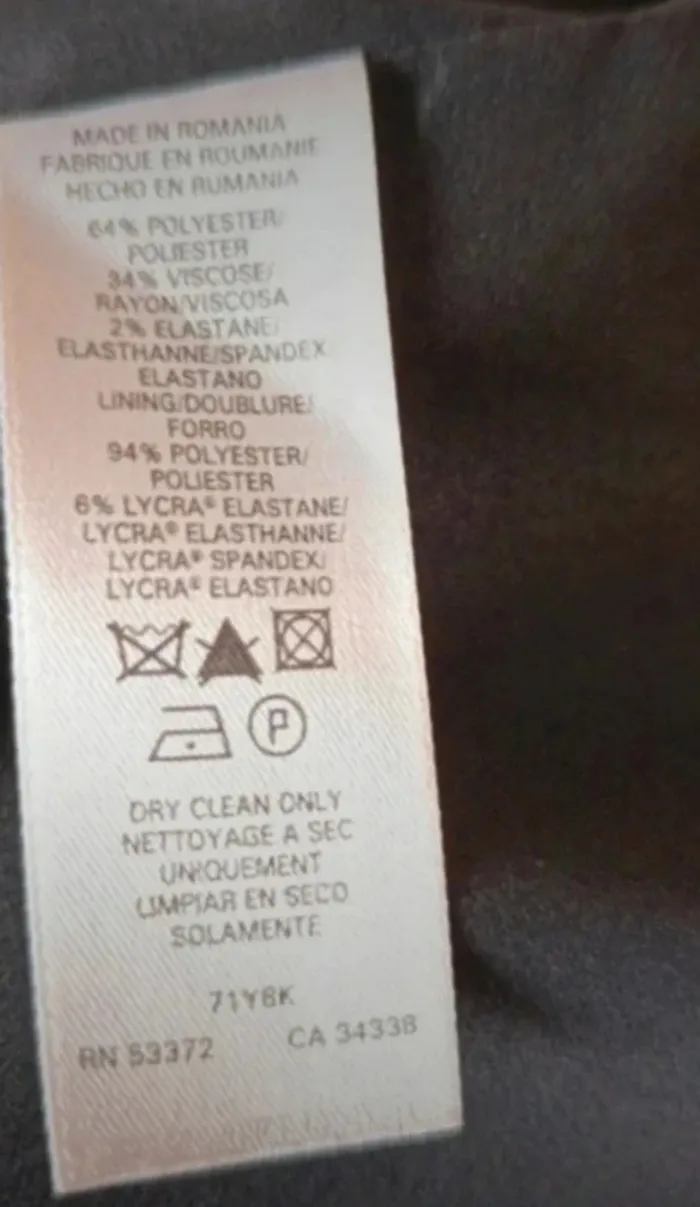 MADE IN ROMANIA
FABRIQUE EN ROUMANIE
HECHO EN RUMANIA
64% POLYESTER/
POLIESTER
34% VISCOSE/
RAYON/VISCOSA
2% ELASTANE/
ELASTHANNE/SPANDEX
ELASTANO
LINING/DOUBLURE/
FORRO
94% POLYESTER/
POLIESTER
6% LYCRA® ELASTANE/
LYCRA® ELASTHANNE/
LYCRA® SPANDEX/
LYCRA® ELASTANO
P
DRY CLEAN ONLY
NETTOYAGE A SEC
UNIQUEMENT
LIMPIAR EN SECO
SOLAMENTE
71Y8K
RN 53372 CA 34338